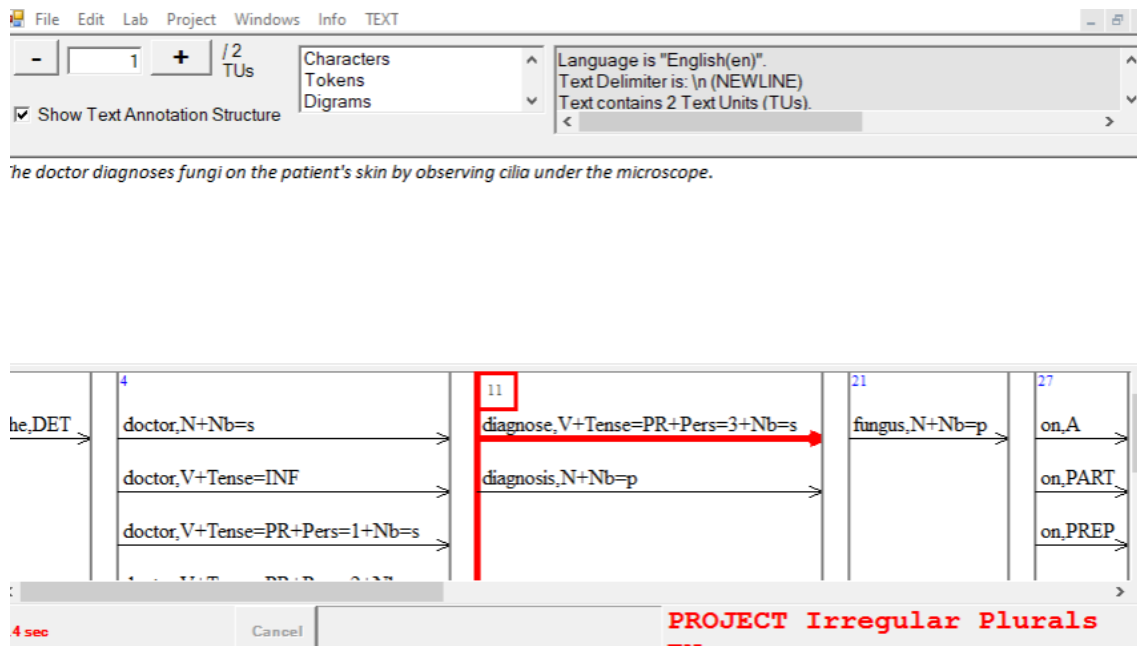 File Edit Lab Project Windows Info TEXT
- 1 + / 2 TUs
Show Text Annotation Structure
Characters
Tokens
Digrams
Language is "English(en)".
Text Delimiter is: \n (NEWLINE)
Text contains 2 Text Units (TUs).
he doctor diagnoses fungi on the patient's skin by observing cilia under the microscope.
4 11 21 27
he,DET doctor,N+Nb=s diagnose,V+Tense=PR+Pers=3+Nb=s fungus,N+Nb=p on,A
doctor,V+Tense=INF diagnosis,N+Nb=p on,PART
doctor,V+Tense=PR+Pers=1+Nb=s on,PREP
4 sec Cancel PROJECT Irregular Plurals